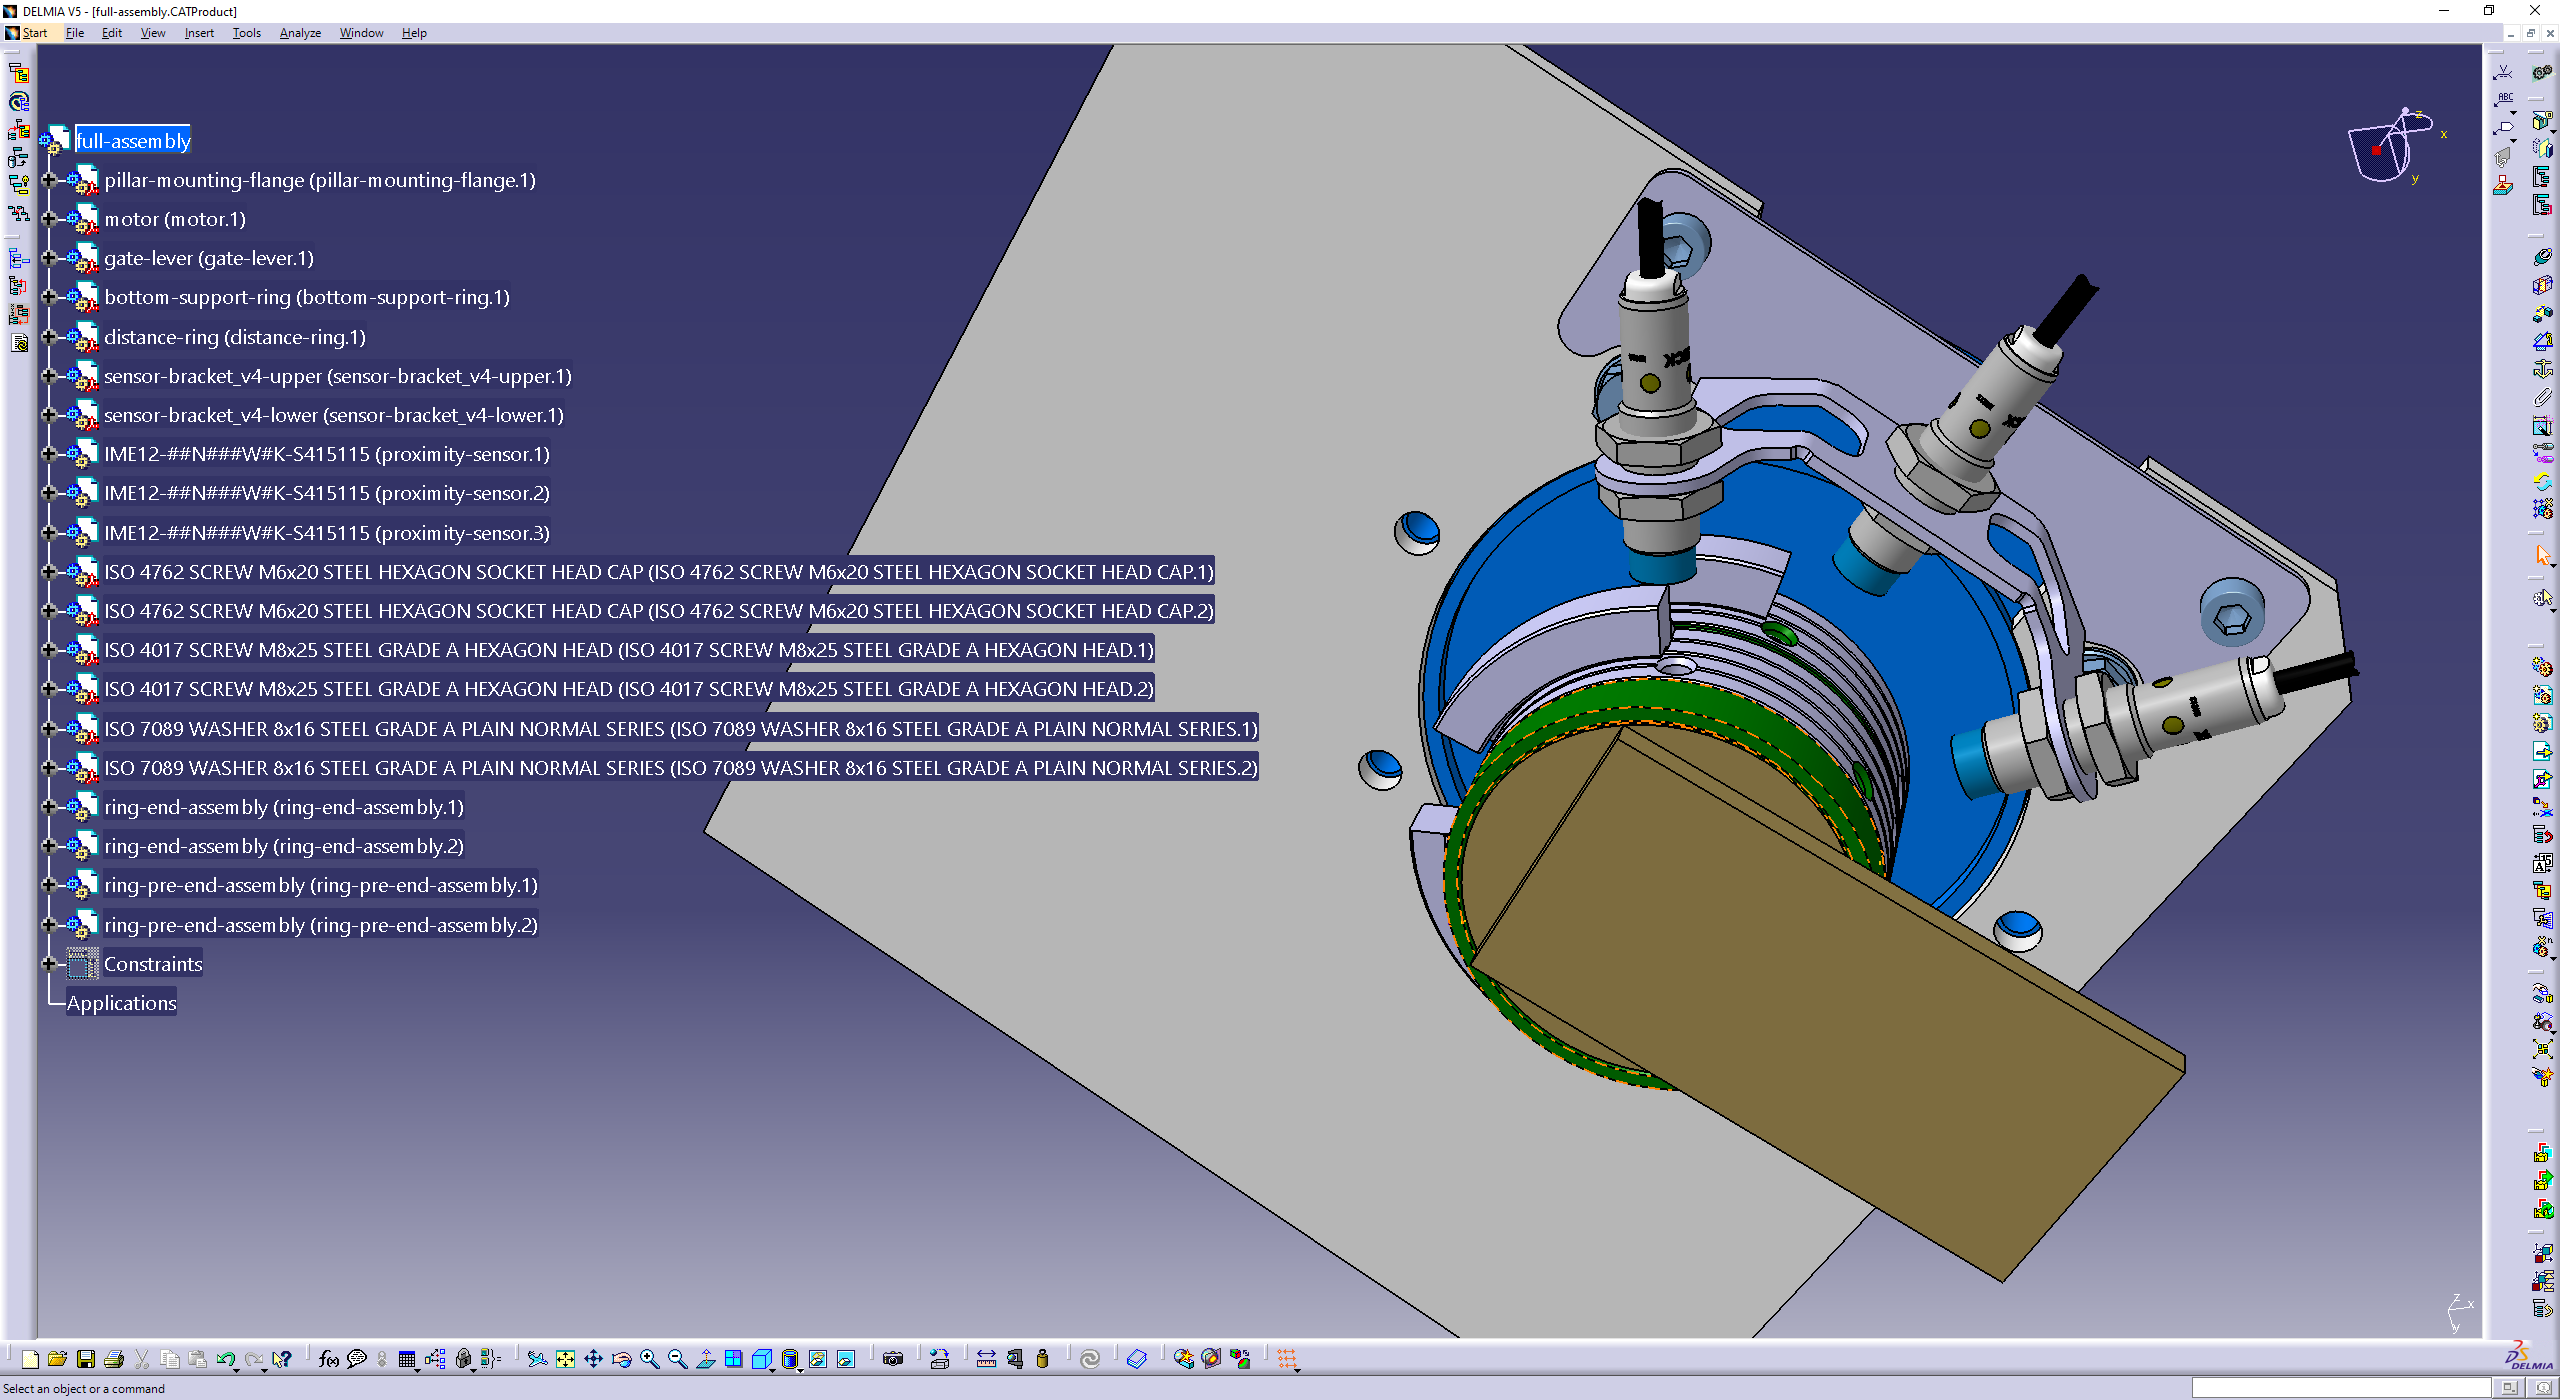 DELMIA V5 - [full-assembly.CATProduct]
Start File Edit View Insert Tools Analyze Window Help
full-assembly
pillar-mounting-flange (pillar-mounting-flange.1)
motor (motor.1)
gate-lever (gate-lever.1)
bottom-support-ring (bottom-support-ring.1)
distance-ring (distance-ring.1)
sensor-bracket_v4-upper (sensor-bracket_v4-upper.1)
sensor-bracket_v4-lower (sensor-bracket_v4-lower.1)
IME12-##N###W#K-S415115 (proximity-sensor.1)
IME12-##N###W#K-S415115 (proximity-sensor.2)
IME12-##N###W#K-S415115 (proximity-sensor.3)
ISO 4762 SCREW M6x20 STEEL HEXAGON SOCKET HEAD CAP (ISO 4762 SCREW M6x20 STEEL HEXAGON SOCKET HEAD CAP.1)
ISO 4762 SCREW M6x20 STEEL HEXAGON SOCKET HEAD CAP (ISO 4762 SCREW M6x20 STEEL HEXAGON SOCKET HEAD CAP.2)
ISO 4017 SCREW M8x25 STEEL GRADE A HEXAGON HEAD (ISO 4017 SCREW M8x25 STEEL GRADE A HEXAGON HEAD.1)
ISO 4017 SCREW M8x25 STEEL GRADE A HEXAGON HEAD (ISO 4017 SCREW M8x25 STEEL GRADE A HEXAGON HEAD.2)
ISO 7089 WASHER 8x16 STEEL GRADE A PLAIN NORMAL SERIES (ISO 7089 WASHER 8x16 STEEL GRADE A PLAIN NORMAL SERIES.1)
ISO 7089 WASHER 8x16 STEEL GRADE A PLAIN NORMAL SERIES (ISO 7089 WASHER 8x16 STEEL GRADE A PLAIN NORMAL SERIES.2)
ring-end-assembly (ring-end-assembly.1)
ring-end-assembly (ring-end-assembly.2)
ring-pre-end-assembly (ring-pre-end-assembly.1)
ring-pre-end-assembly (ring-pre-end-assembly.2)
Constraints
Applications
z
x
y
ABC
z
x
y
f(x)
DELMIA
Select an object or a command